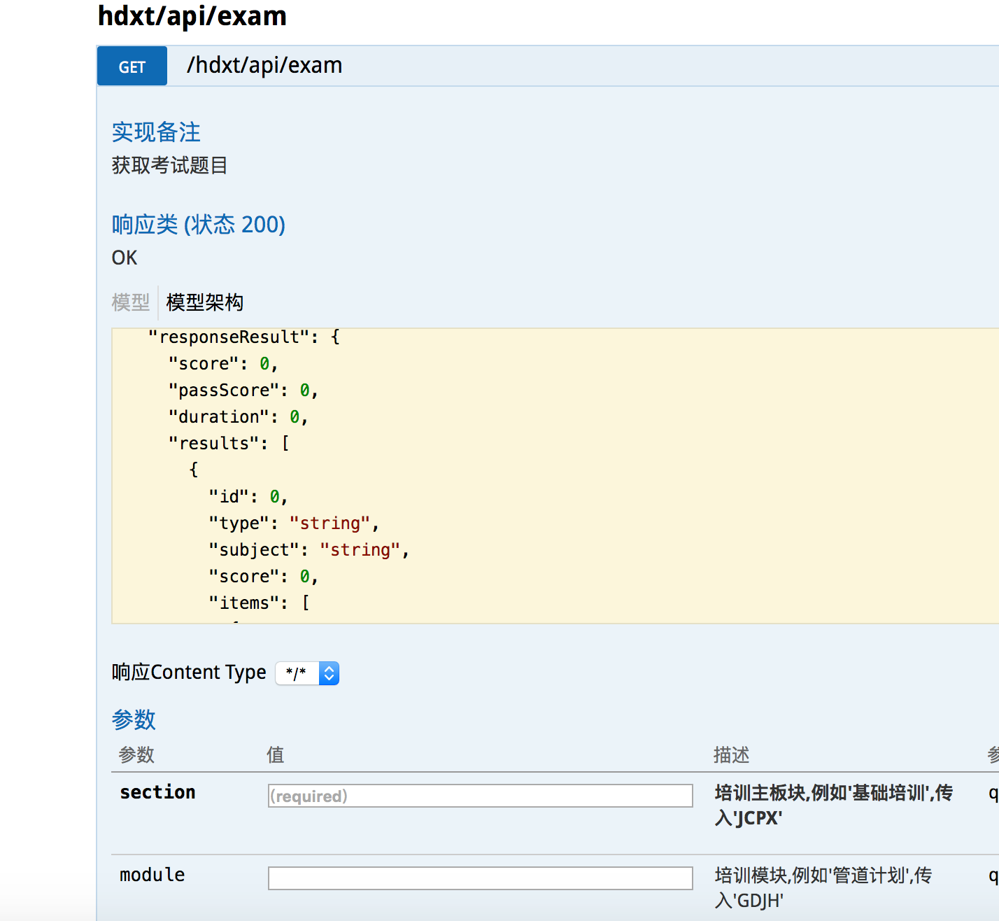 hdxt/api/exam
GET /hdxt/api/exam
实现备注
获取考试题目
响应类 (状态 200)
OK
模型 模型架构
"responseResult": {
"score": 0,
"passScore": 0,
"duration": 0,
"results": [
{
"id": 0,
"type": "string",
"subject": "string",
"score": 0,
"items": [
响应Content Type */*
参数
参数 值 描述 参
section (required) 培训主板块,例如'基础培训',传 q
入'JCPX'
module 培训模块,例如'管道计划',传 q
入'GDJH'